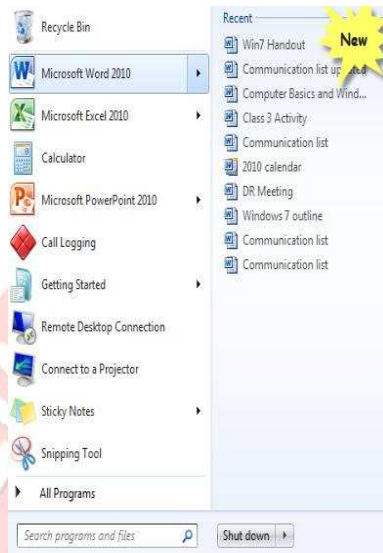 Recycle Bin
Microsoft Word 2010
Microsoft Excel 2010
Calculator
Microsoft PowerPoint 2010
Call Logging
Getting Started
Remote Desktop Connection
Connect to a Projector
Sticky Notes
Snipping Tool
All Programs
Search programs and files
Recent
New
Win7 Handout
Communication list updated
Computer Basics and Wind...
Class 3 Activity
Communication list
2010 calendar
DR Meeting
Windows 7 outline
Communication list
Communication list
Shut down